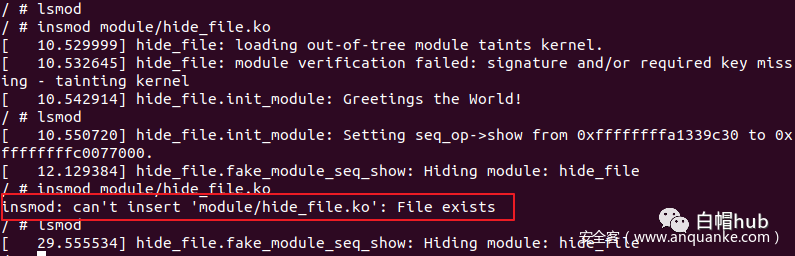 / # lsmod
/ # insmod module/hide_file.ko
[   10.529999] hide_file: loading out-of-tree module taints kernel.
[   10.532645] hide_file: module verification failed: signature and/or required key miss
ing - tainting kernel
[   10.542914] hide_file.init_module: Greetings the World!
/ # lsmod
[   10.550720] hide_file.init_module: Setting seq_op->show from 0xffffffffa1339c30 to 0x
ffffffffc0077000.
[   12.129384] hide_file.fake_module_seq_show: Hiding module: hide_file
/ # insmod module/hide_file.ko
insmod: can't insert 'module/hide_file.ko': File exists
/ # lsmod
[   29.555534] hide_file.fake_module_seq_show: Hiding module: hide_file
白帽hub
安全客 ( www.anquanke.com )